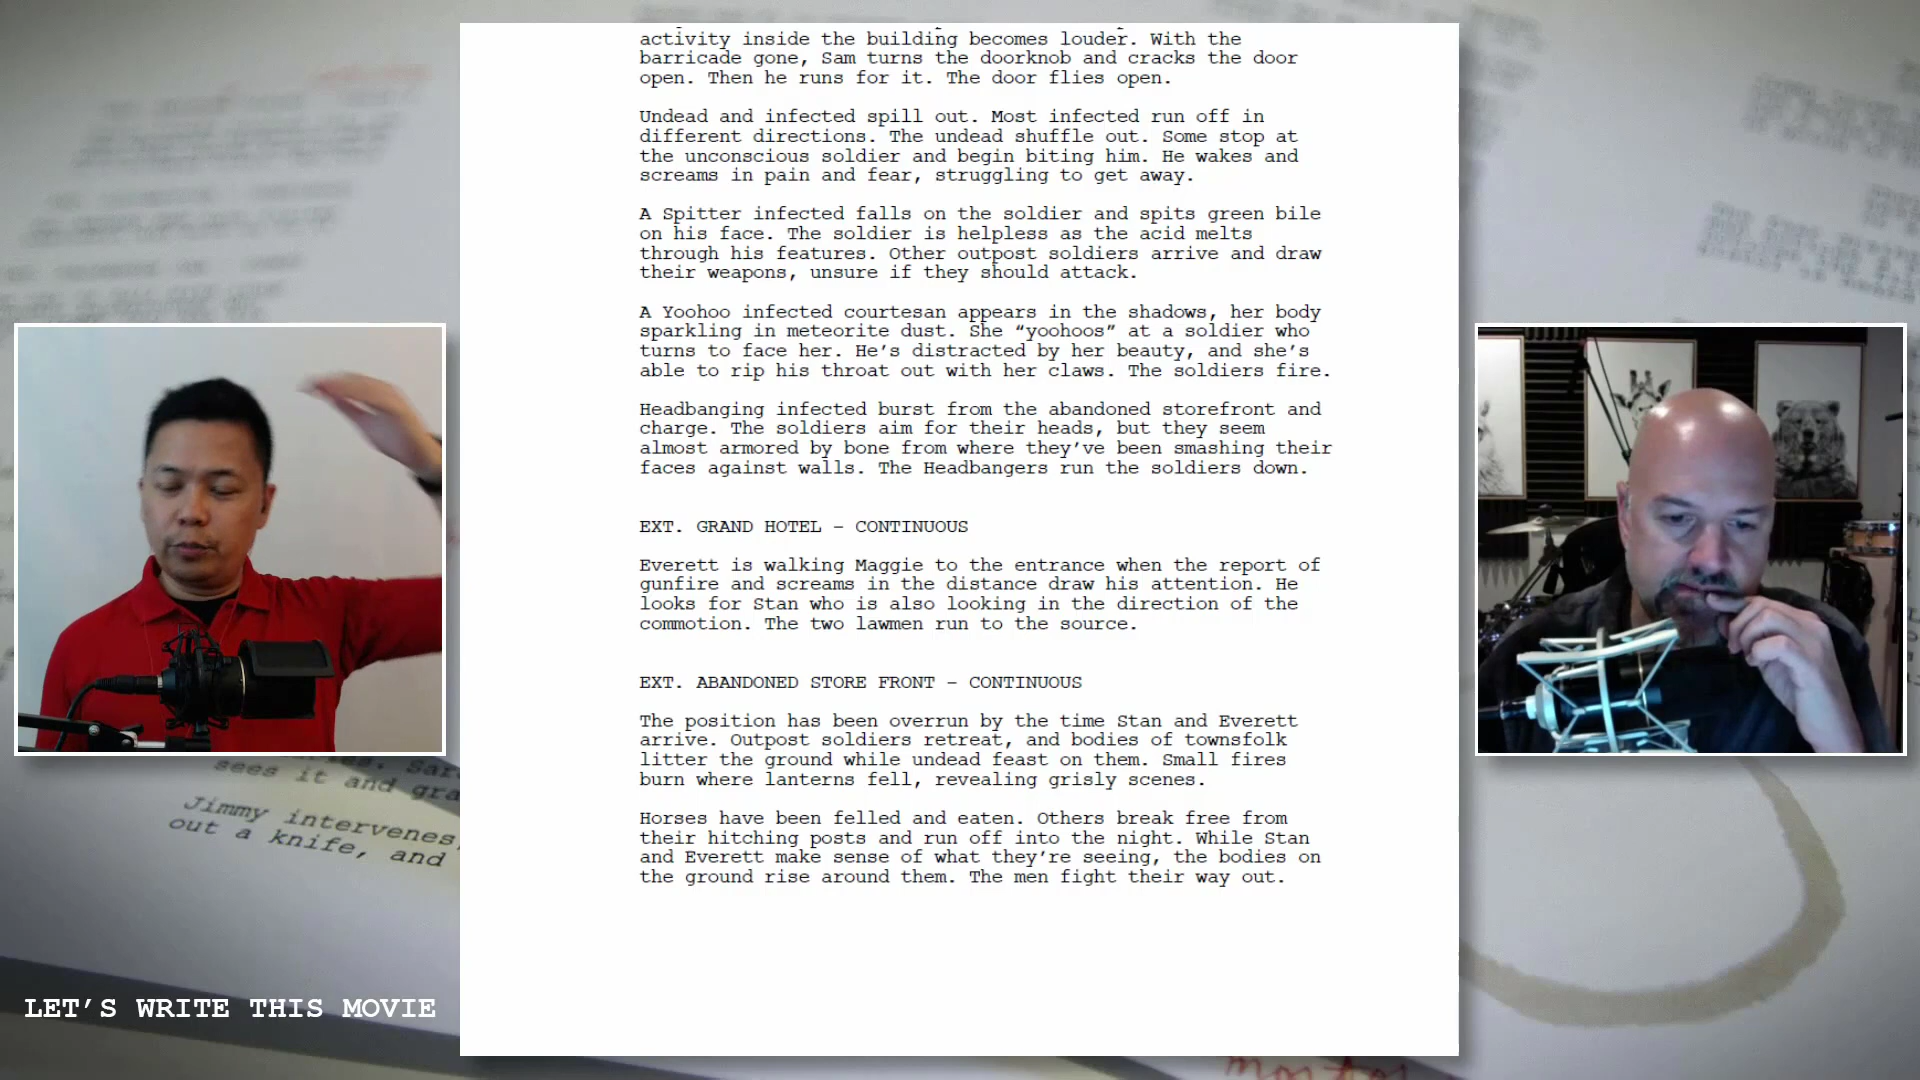 activity inside the building becomes louder. With the
barricade gone, Sam turns the doorknob and cracks the door
open. Then he runs for it. The door flies open.
Undead and infected spill out. Most infected run off in
different directions. The undead shuffle out. Some stop at
the unconscious soldier and begin biting him. He wakes and
screams in pain and fear, struggling to get away.
A Spitter infected falls on the soldier and spits green bile
on his face. The soldier is helpless as the acid melts
through his features. Other outpost soldiers arrive and draw
their weapons, unsure if they should attack.
A Yoohoo infected courtesan appears in the shadows, her body
sparkling in meteorite dust. She “yoohoos” at a soldier who
turns to face her. He’s distracted by her beauty, and she’s
able to rip his throat out with her claws. The soldiers fire.
Headbanging infected burst from the abandoned storefront and
charge. The soldiers aim for their heads, but they seem
almost armored by bone from where they’ve been smashing their
faces against walls. The Headbangers run the soldiers down.
EXT. GRAND HOTEL – CONTINUOUS
Everett is walking Maggie to the entrance when the report of
gunfire and screams in the distance draw his attention. He
looks for Stan who is also looking in the direction of the
commotion. The two lawmen run to the source.
EXT. ABANDONED STORE FRONT – CONTINUOUS
The position has been overrun by the time Stan and Everett
arrive. Outpost soldiers retreat, and bodies of townsfolk
litter the ground while undead feast on them. Small fires
burn where lanterns fell, revealing grisly scenes.
Horses have been felled and eaten. Others break free from
their hitching posts and run off into the night. While Stan
and Everett make sense of what they’re seeing, the bodies on
the ground rise around them. The men fight their way out.
sees it and gra
Jimmy intervenes
out a knife, and
LET’S WRITE THIS MOVIE